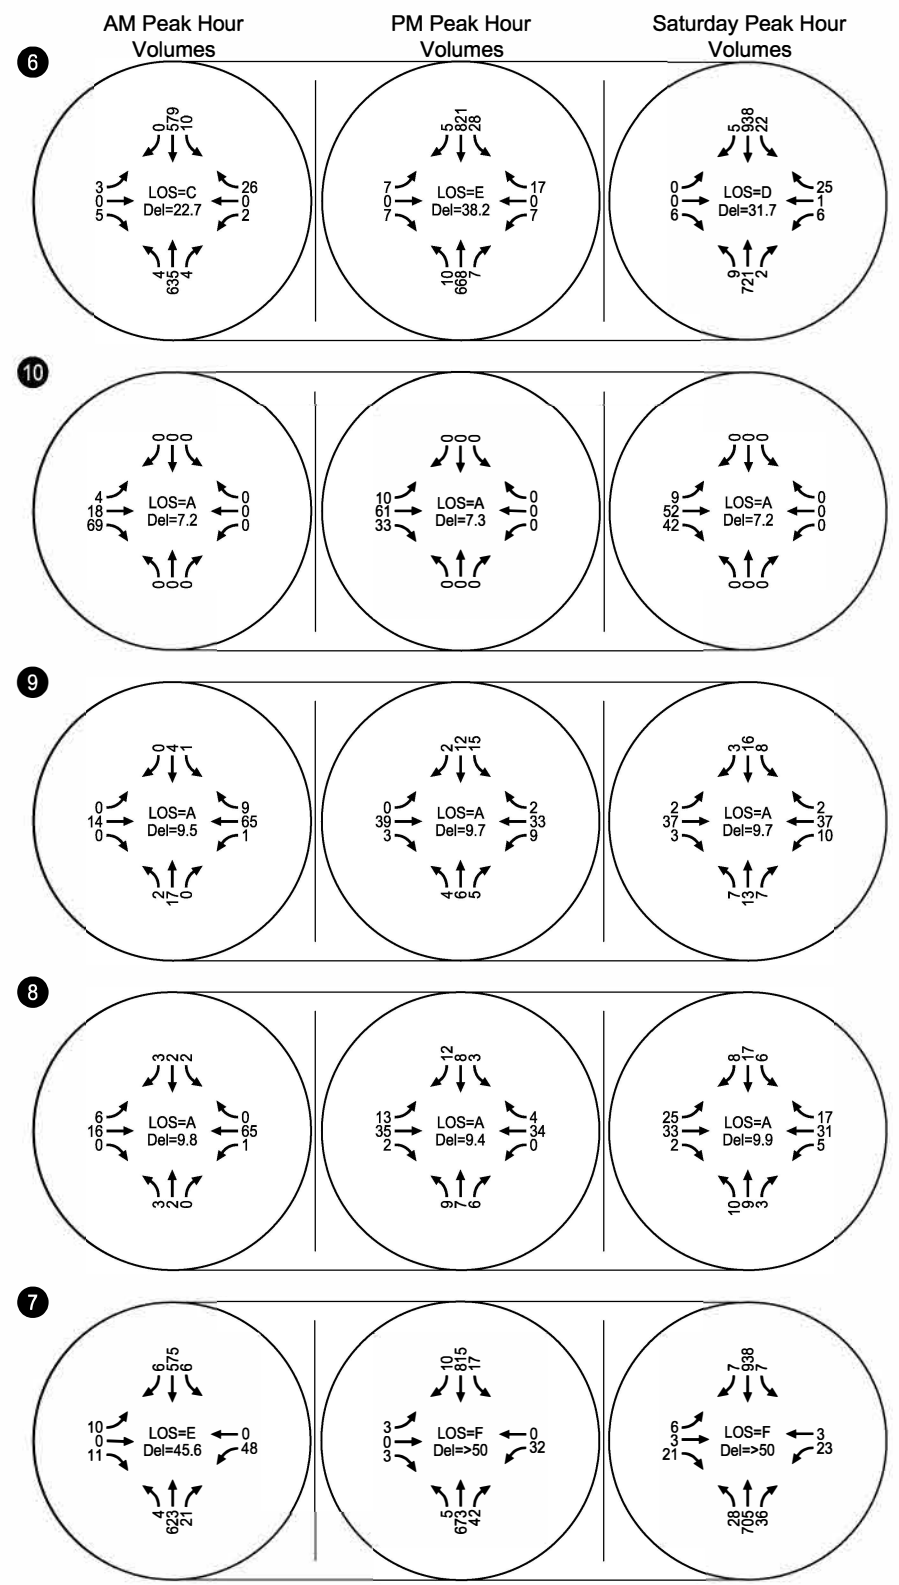 AM Peak Hour Volumes
PM Peak Hour Volumes
Saturday Peak Hour Volumes
6
0 579 10
3
0
5
LOS=C
Del=22.7
26
0
2
4 635 4
5 821 28
7
0
7
LOS=E
Del=38.2
17
0
7
10 668 7
5 938 22
0
0
6
LOS=D
Del=31.7
25
1
6
9 721 2
10
0 0 0
4
18
69
LOS=A
Del=7.2
0
0
0
0 0 0
0 0 0
10
61
33
LOS=A
Del=7.3
0
0
0
0 0 0
0 0 0
9
52
42
LOS=A
Del=7.2
0
0
0
0 0 0
9
0 4 1
0
14
0
LOS=A
Del=9.5
9
65
1
2 17 0
2 12 15
0
39
3
LOS=A
Del=9.7
2
33
9
4 6 5
3 16 8
2
37
3
LOS=A
Del=9.7
2
37
10
7 13 7
8
3 2 2
6
16
0
LOS=A
Del=9.8
0
65
1
3 2 0
12 8 3
13
35
2
LOS=A
Del=9.4
4
34
0
9 7 6
8 17 6
25
33
2
LOS=A
Del=9.9
17
31
5
10 9 3
7
6 575 6
10
0
11
LOS=E
Del=45.6
0
48
4 623 21
10 815 17
3
0
3
LOS=F
Del=>50
0
32
5 673 42
7 938 7
6
3
21
LOS=F
Del=>50
3
23
28 705 36